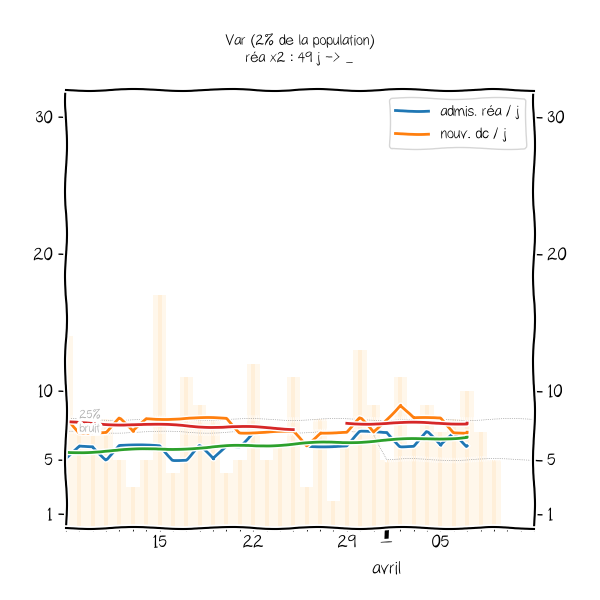 Var (2% de la population)
réa x2 : 49 j -> _
admis. réa / j
nouv. dc / j
30
30
20
20
10
10
25%
bruit
5
5
1
1
15
22
29
05
avril